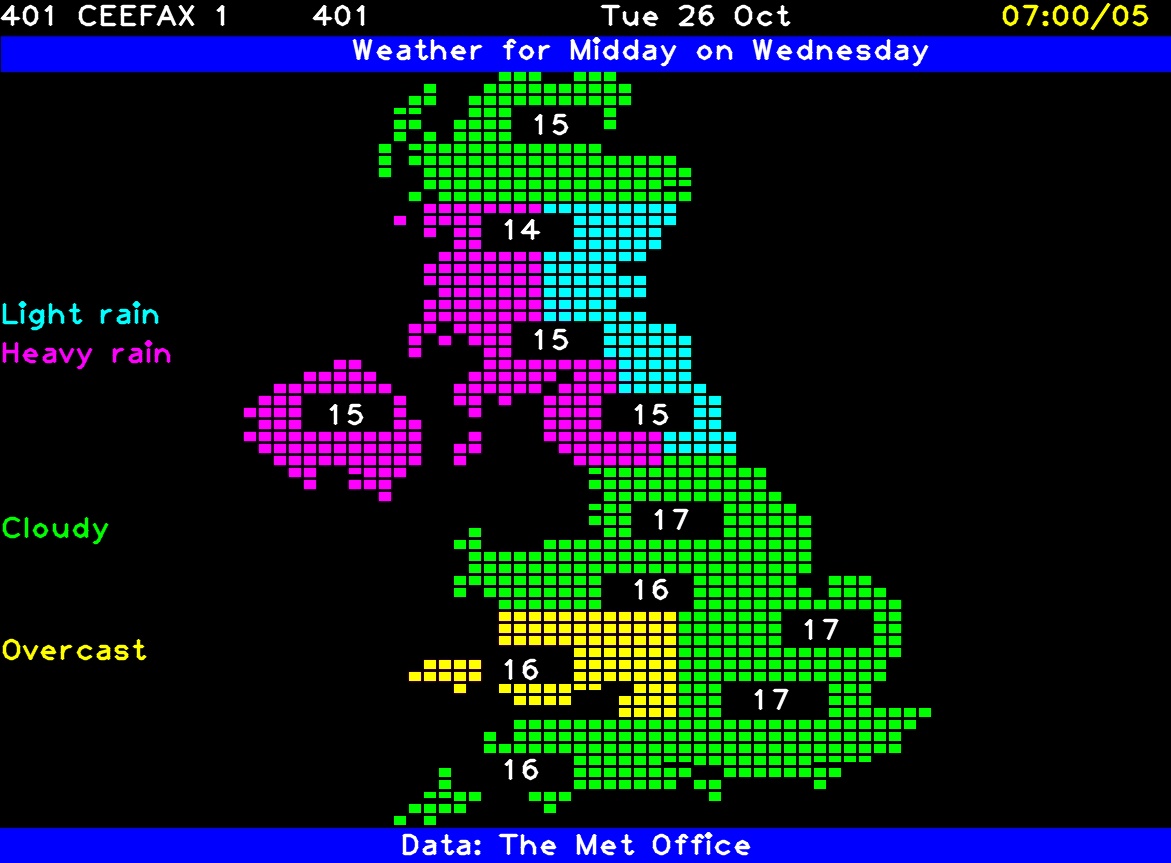 401 CEEFAX 1 401 Tue 26 Oct 07:00/05
Weather for Midday on Wednesday
15
14
Light rain
15
Heavy rain
15 15
17
Cloudy
16
17
Overcast
16
17
16
Data: The Met Office